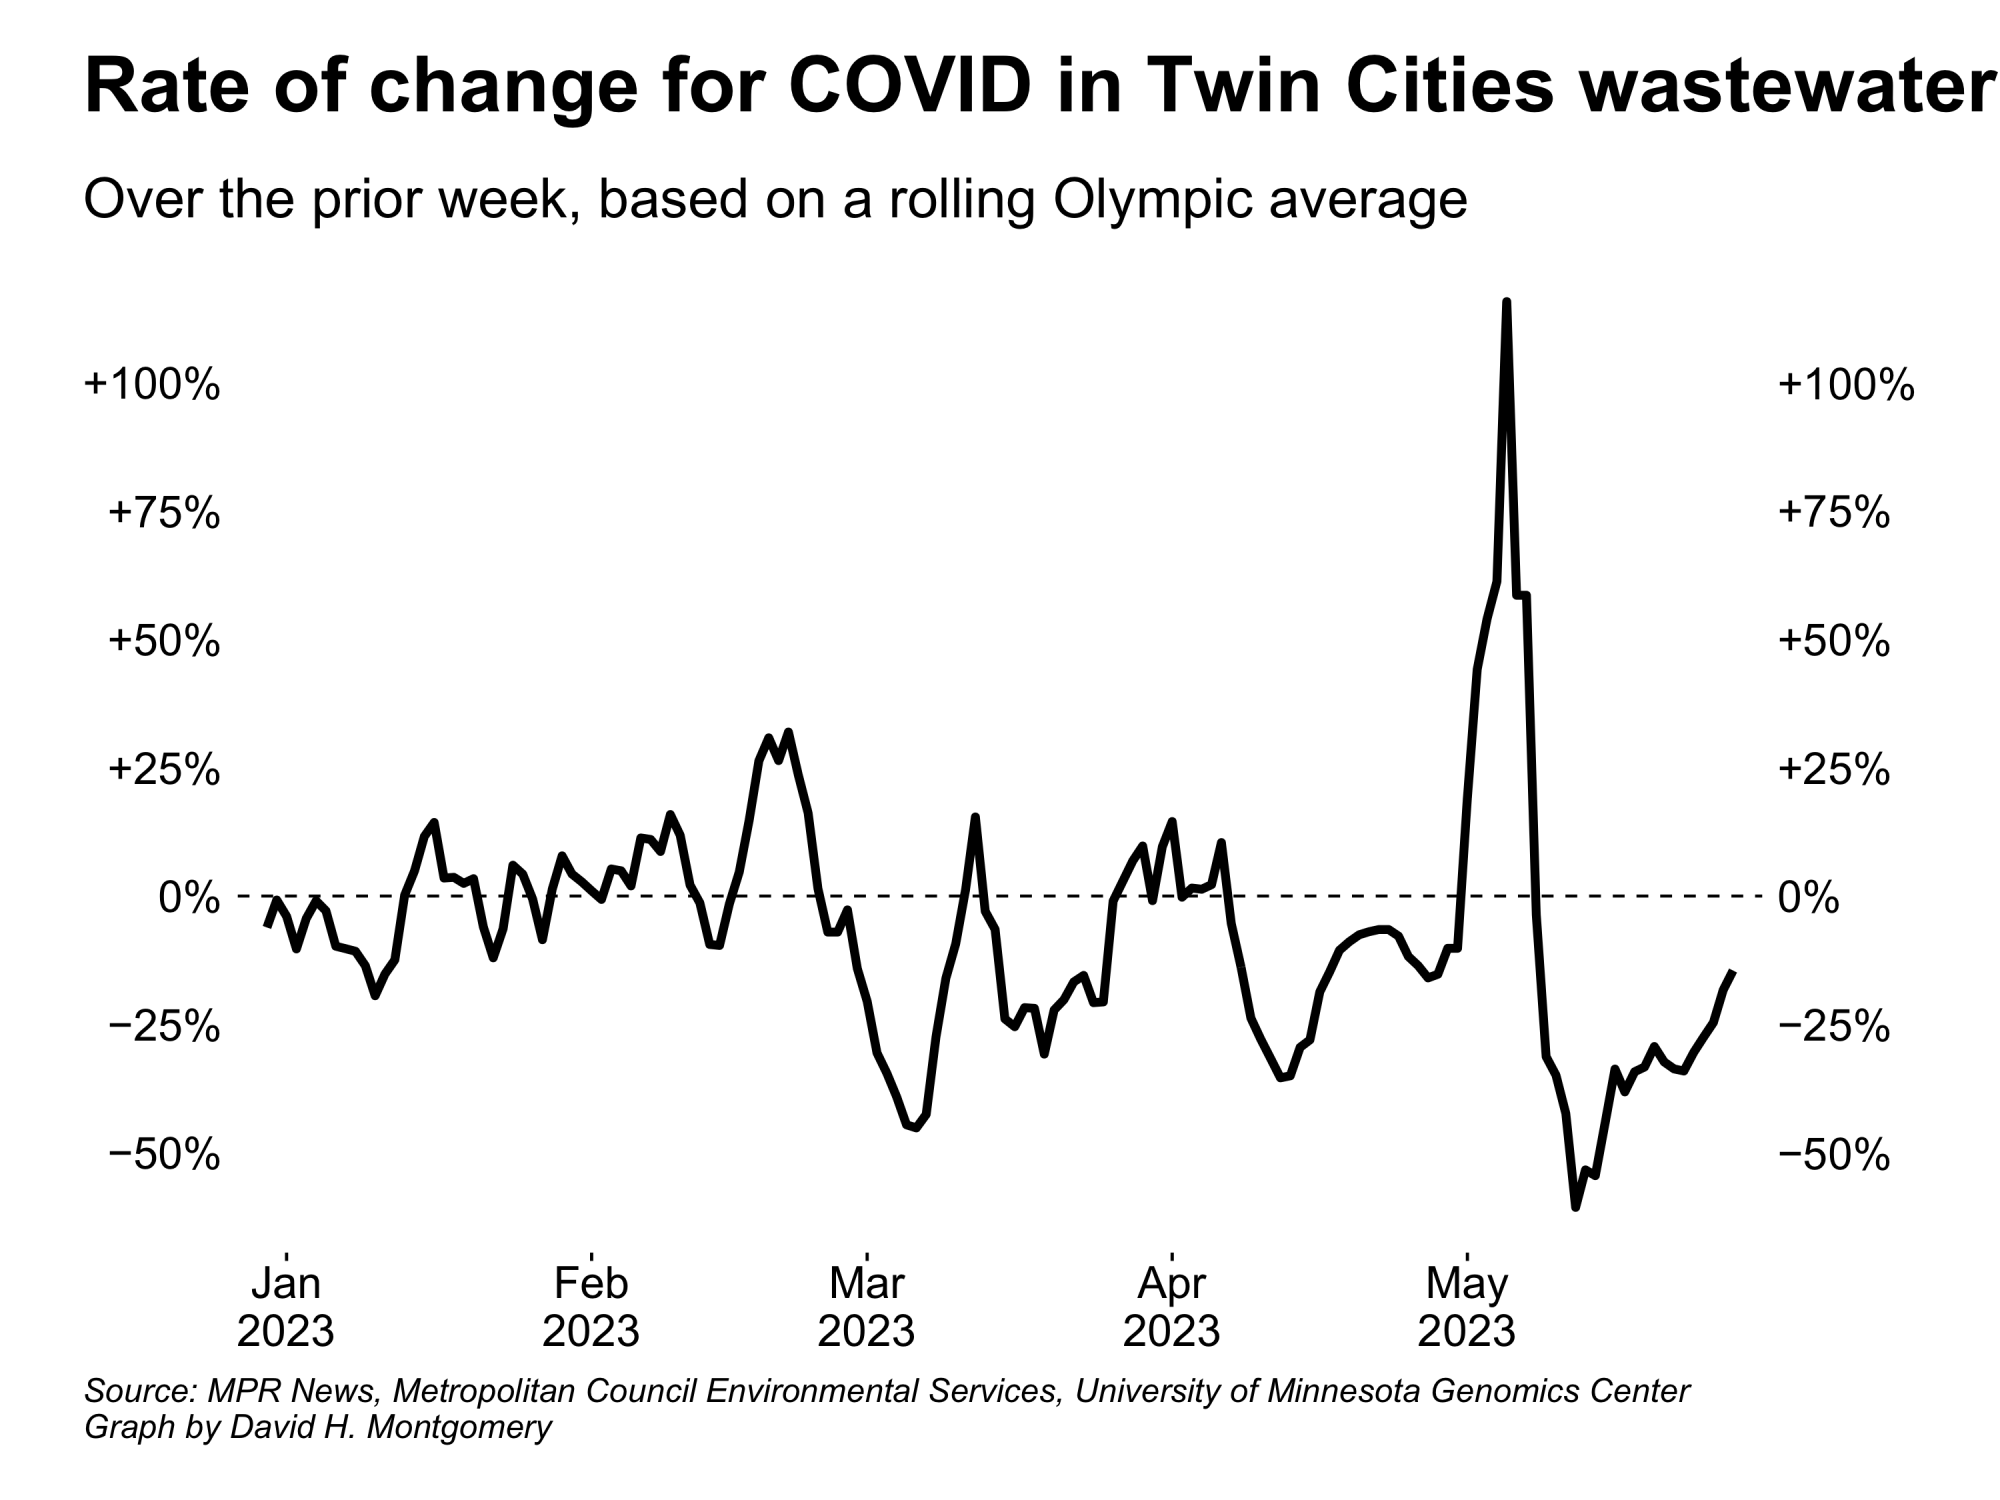 Rate of change for COVID in Twin Cities wastewater
Over the prior week, based on a rolling Olympic average
+100% +100%
+75% +75%
+50% +50%
+25% +25%
0% 0%
−25% −25%
−50% −50%
Jan Feb Mar Apr May
2023 2023 2023 2023 2023
Source: MPR News, Metropolitan Council Environmental Services, University of Minnesota Genomics Center
Graph by David H. Montgomery